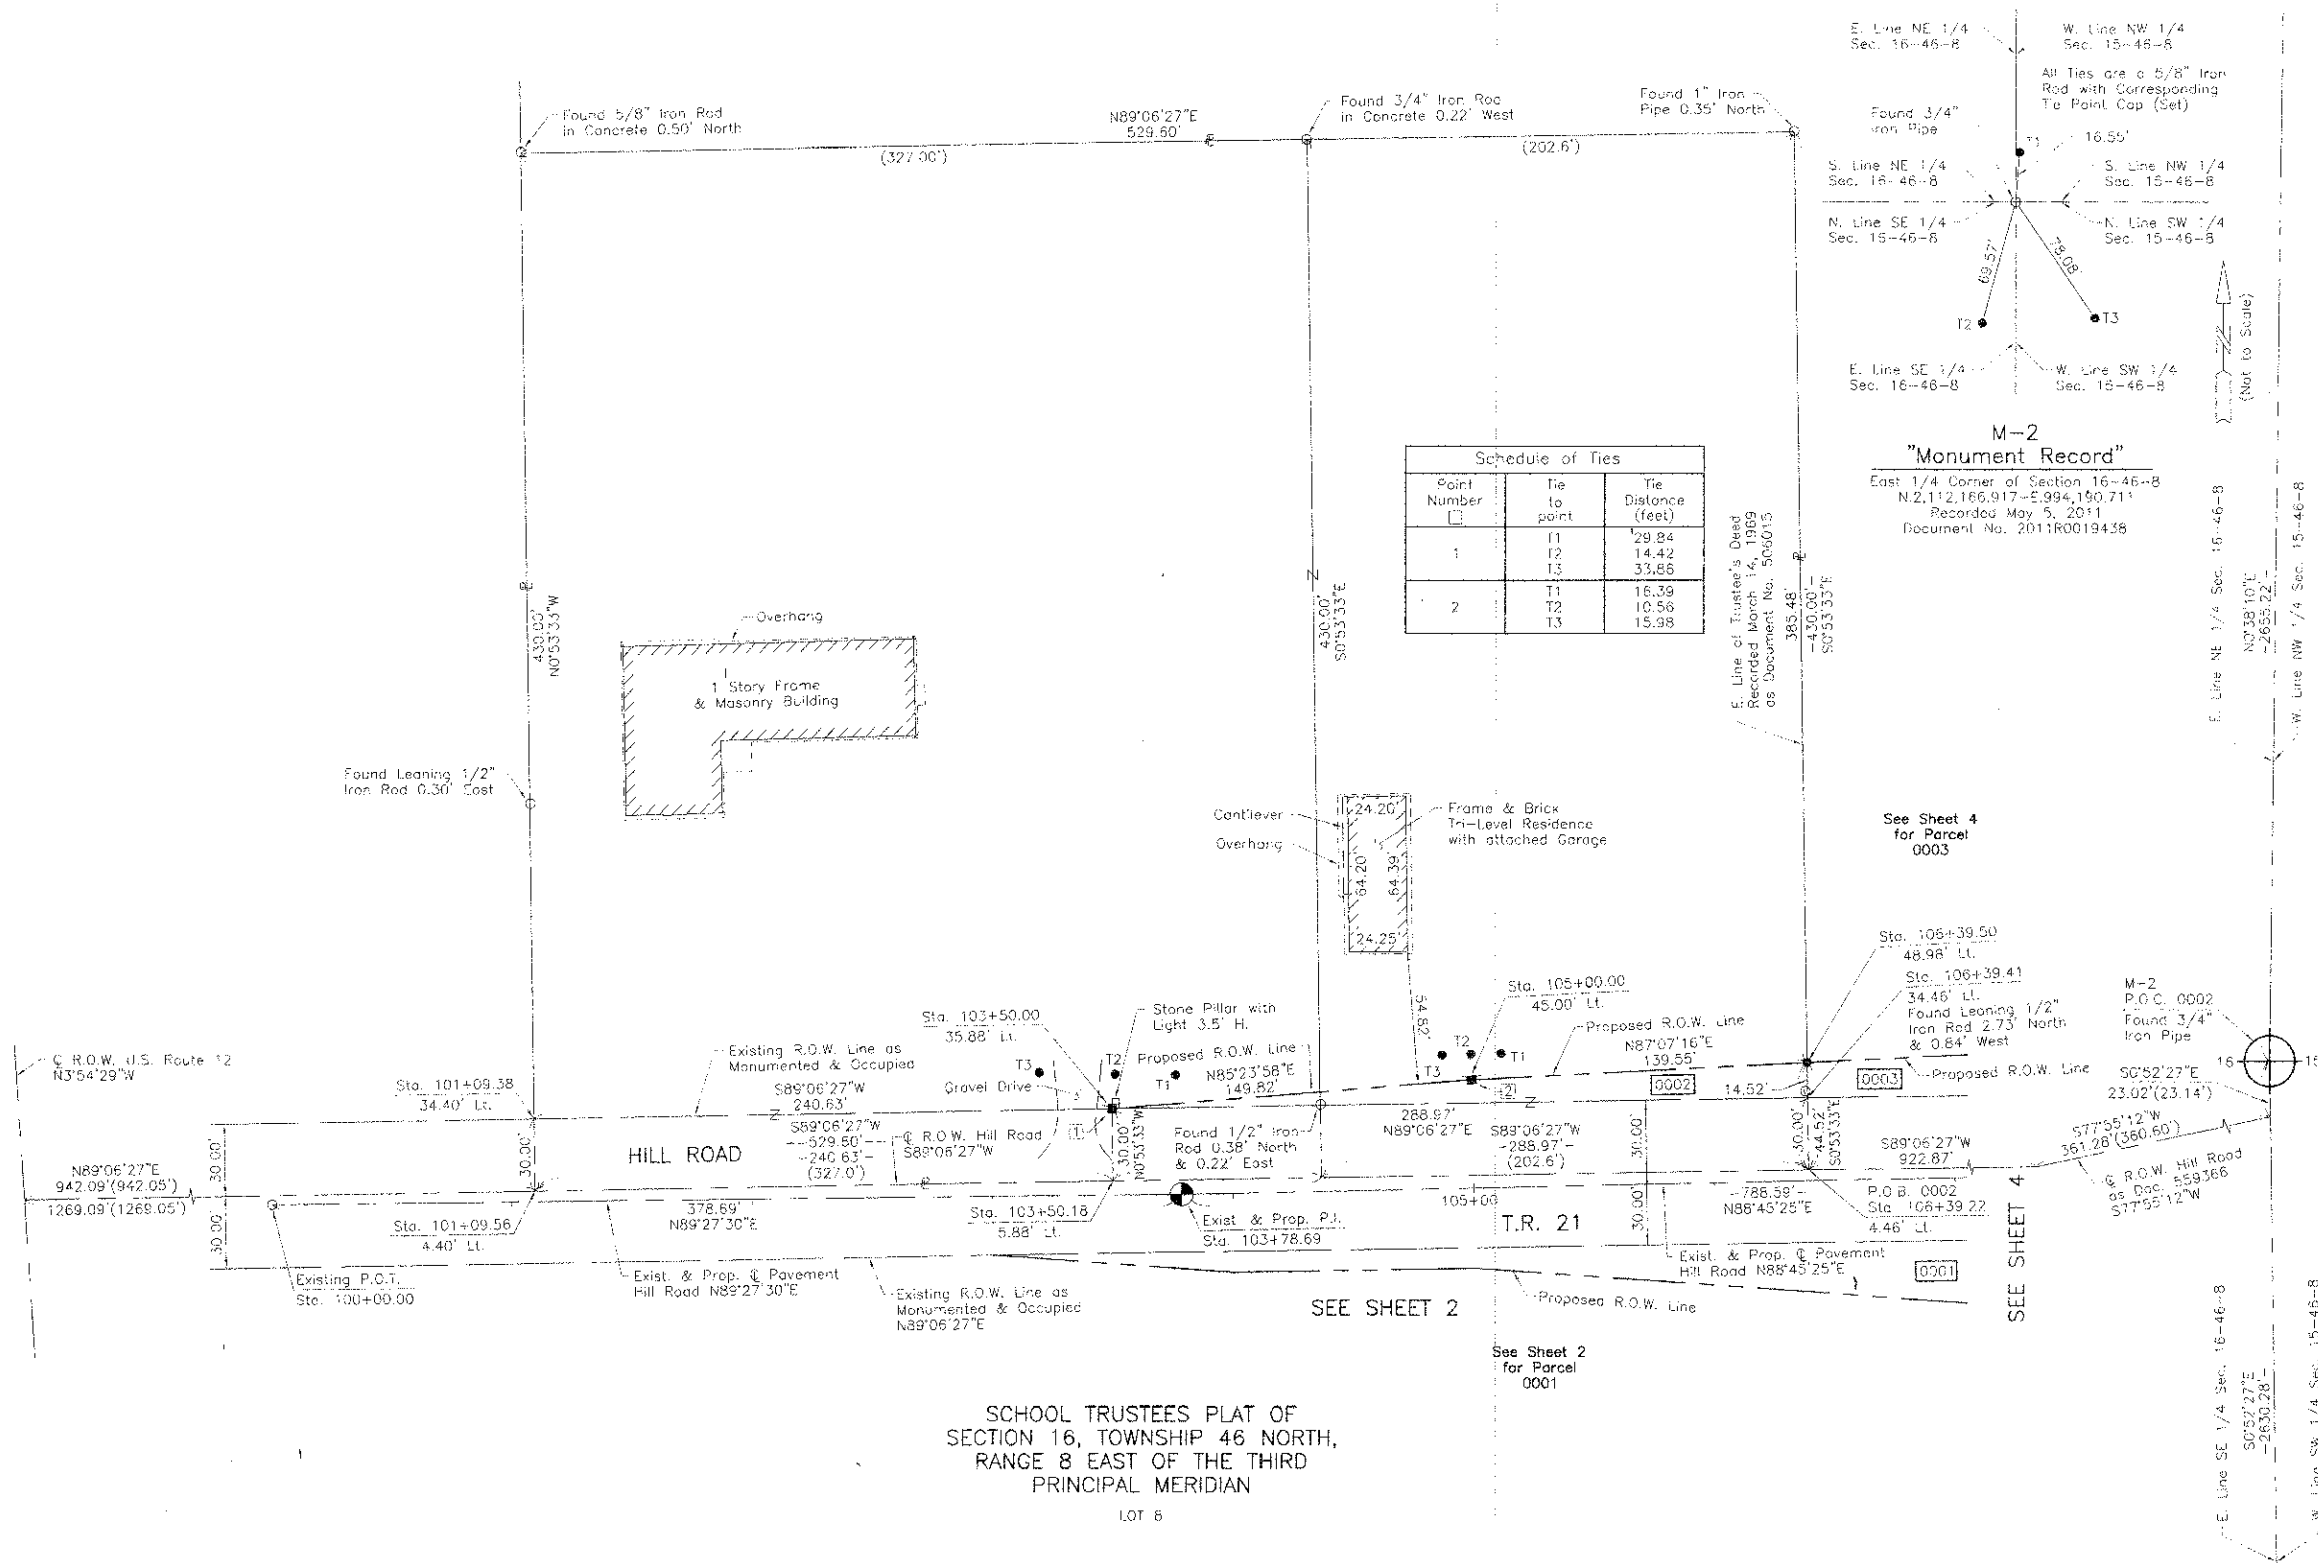 Found 5/8" Iron Rod
in Concrete 0.50' North
N89°06'27"E
529.60'
(327.00')
Found 3/4" Iron Rod
in Concrete 0.22' West
(202.6')
Found 1" Iron
Pipe 0.35' North
E. Line NE 1/4
Sec. 16-46-8
W. Line NW 1/4
Sec. 15-46-8
All Ties are a 5/8" Iron
Rod with Corresponding
Tie Point Cap (Set)
Found 3/4"
Iron Pipe
T1
16.55'
S. Line NE 1/4
Sec. 16-46-8
S. Line NW 1/4
Sec. 15-46-8
N. Line SE 1/4
Sec. 16-46-8
N. Line SW 1/4
Sec. 15-46-8
69.57'
78.08'
T2
T3
E. Line SE 1/4
Sec. 16-46-8
W. Line SW 1/4
Sec. 15-46-8
(Not to Scale)
M-2
"Monument Record"
East 1/4 Corner of Section 16-46-8
N.2,112,166.917-E.994,190.711
Recorded May 5, 2011
Document No. 2011R0019438
Schedule of Ties
Point
Number
Tie
to
point
Tie
Distance
(feet)
1
T1 29.84
T2 14.42
T3 33.86
2
T1 16.39
T2 10.56
T3 15.98
430.00'
N0°53'33"W
430.00'
S0°53'33"E
E. Line of Trustee's Deed
Recorded March 14, 1969
as Document No. 506015
385.48'
-430.00'-
S0°53'33"E
E. Line NE 1/4 Sec. 16-46-8
N0°38'10"E
-2655.22'-
W. Line NW 1/4 Sec. 15-46-8
Overhang
1 Story Frame
& Masonry Building
Found Leaning 1/2"
Iron Rod 0.30' East
Cantilever
Overhang
24.20'
64.20'
64.39'
24.25'
Frame & Brick
Tri-Level Residence
with attached Garage
54.82'
See Sheet 4
for Parcel
0003
℄ R.O.W. U.S. Route 12
N3°54'29"W
Sta. 101+09.38
34.40' Lt.
Existing R.O.W. Line as
Monumented & Occupied
S89°06'27"W
240.63'
Sta. 103+50.00
35.88' Lt.
Stone Pillar with
Light 3.5' H.
T3
T2
T1
Gravel Drive
Proposed R.O.W. Line
N85°23'58"E
149.82'
Sta. 105+00.00
45.00' Lt.
T2
T3
T1
Proposed R.O.W. Line
N87°07'16"E
139.55'
0002
14.52'
0003
Proposed R.O.W. Line
Sta. 106+39.50
48.98' Lt.
Sta. 106+39.41
34.46' Lt.
Found Leaning 1/2"
Iron Rod 2.73' North
& 0.84' West
M-2
P.O.C. 0002
Found 3/4"
Iron Pipe
16
15
S0°52'27"E
23.02'(23.14')
S77°55'12"W
361.28'(360.60')
℄ R.O.W. Hill Road
as Doc. 559366
S77°55'12"W
N89°06'27"E
942.09'(942.05')
1269.09'(1269.05')
30.00'
30.00'
30.00'
HILL ROAD
S89°06'27"W
-529.60'-
-240.63'-
(327.0')
℄ R.O.W. Hill Road
S89°06'27"W
1
30.00'
N0°53'33"W
Found 1/2" Iron
Rod 0.38' North
& 0.22' East
2
288.97'
N89°06'27"E
S89°06'27"W
-288.97'-
(202.6')
30.00'
30.00'
30.00'
-44.52'-
S0°53'33"E
S89°06'27"W
922.87'
Sta. 101+09.56
4.40' Lt.
378.69'
N89°27'30"E
Sta. 103+50.18
5.88' Lt.
Exist & Prop. P.I.
Sta. 103+78.69
105+00
T.R. 21
-788.59'-
N88°45'25"E
P.O.B. 0002
Sta 106+39.22
4.46' Lt.
Existing P.O.T.
Sta. 100+00.00
Exist. & Prop. ℄ Pavement
Hill Road N89°27'30"E
Existing R.O.W. Line as
Monumented & Occupied
N89°06'27"E
Exist. & Prop. ℄ Pavement
Hill Road N88°45'25"E
0001
Proposed R.O.W. Line
SEE SHEET 2
SEE SHEET 4
See Sheet 2
for Parcel
0001
SCHOOL TRUSTEES PLAT OF
SECTION 16, TOWNSHIP 46 NORTH,
RANGE 8 EAST OF THE THIRD
PRINCIPAL MERIDIAN
LOT 8
E. Line SE 1/4 Sec. 16-46-8
S0°52'27"E
-2630.28'-
W. Line SW 1/4 Sec. 15-46-8